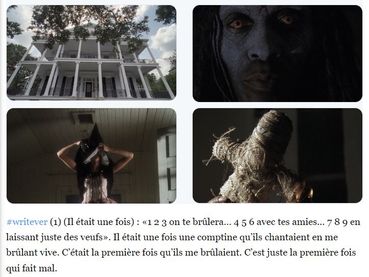 #writever (1) (Il était une fois) : «1 2 3 on te brûlera... 4 5 6 avec tes amies... 7 8 9 en
laissant juste des veufs». Il était une fois une comptine qu'ils chantaient en me
brûlant vive. C'était la première fois qu'ils me brûlaient. C'est juste la première fois
qui fait mal.